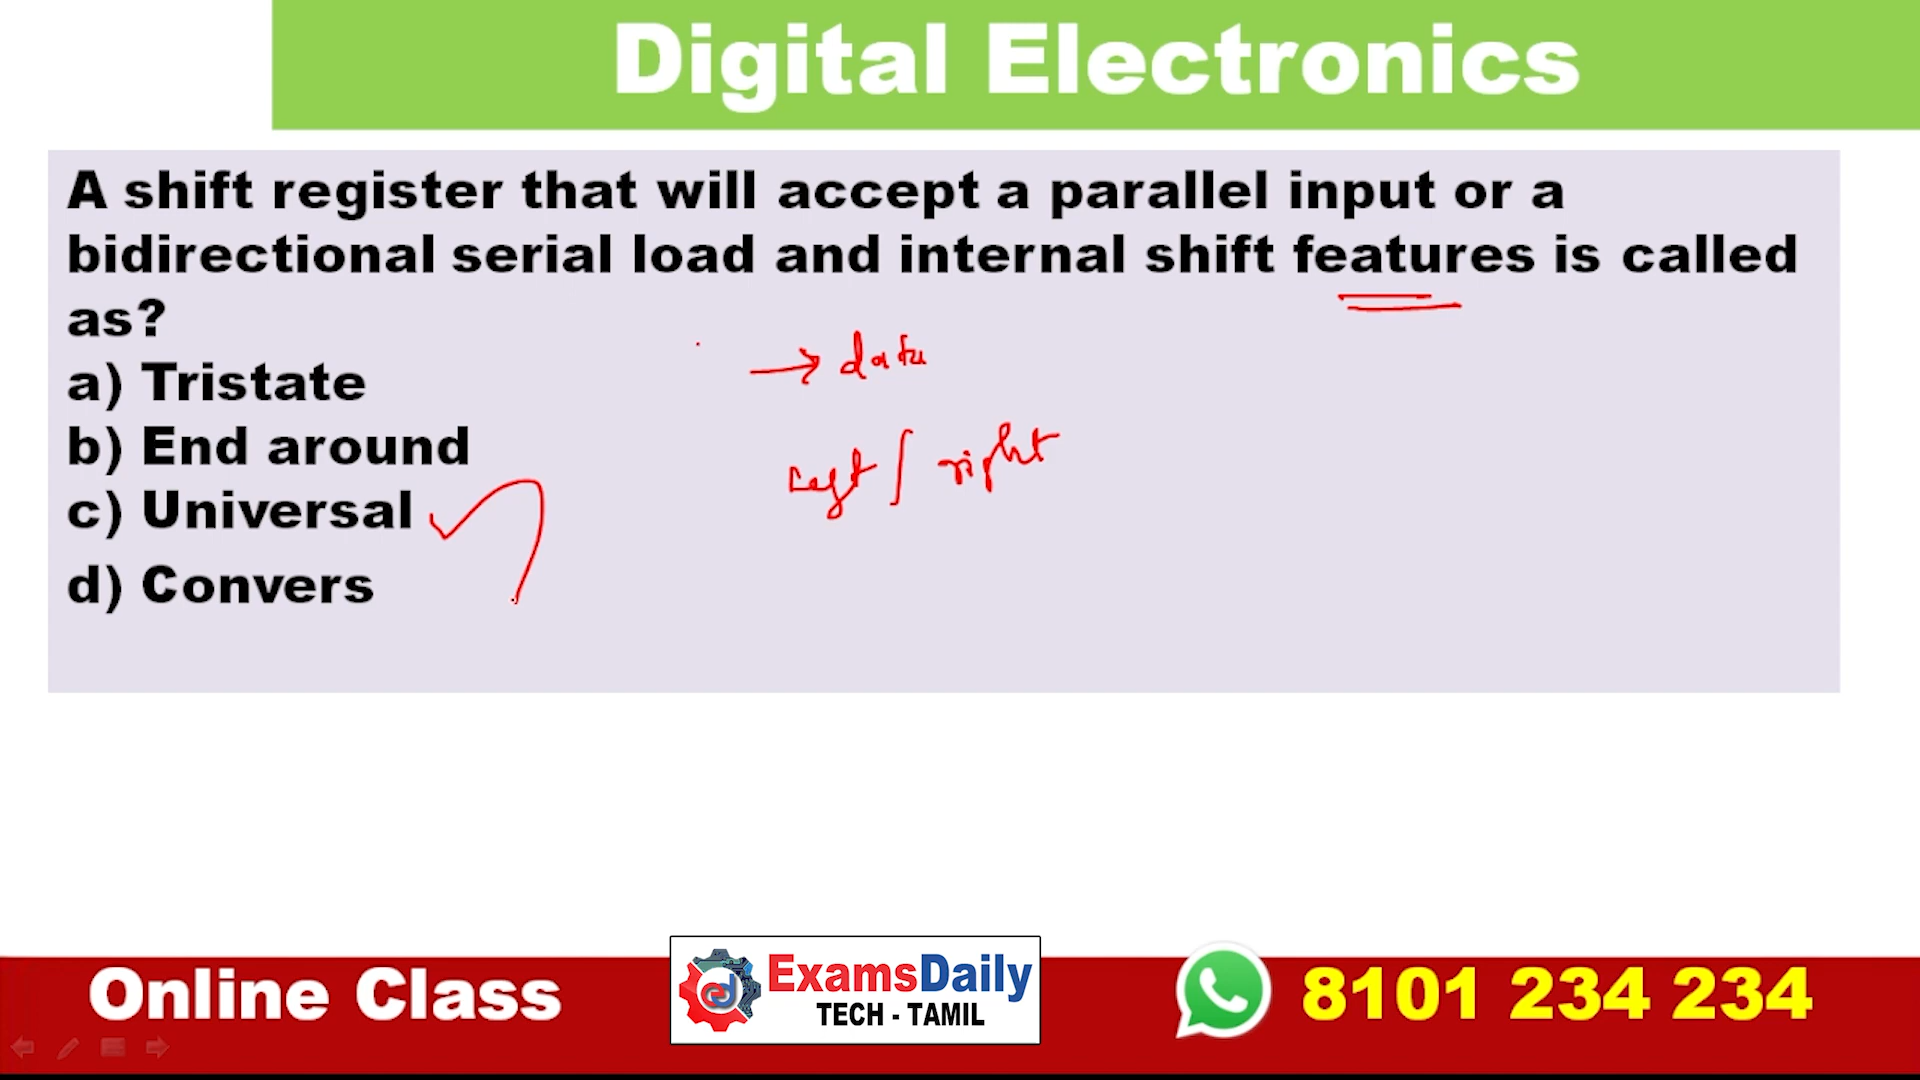 Digital Electronics
A shift register that will accept a parallel input or a
bidirectional serial load and internal shift features is called
as?
→ data
a) Tristate
b) End around
left / right
c) Universal
d) Convers
Online Class
ExamsDaily
TECH - TAMIL
8101 234 234